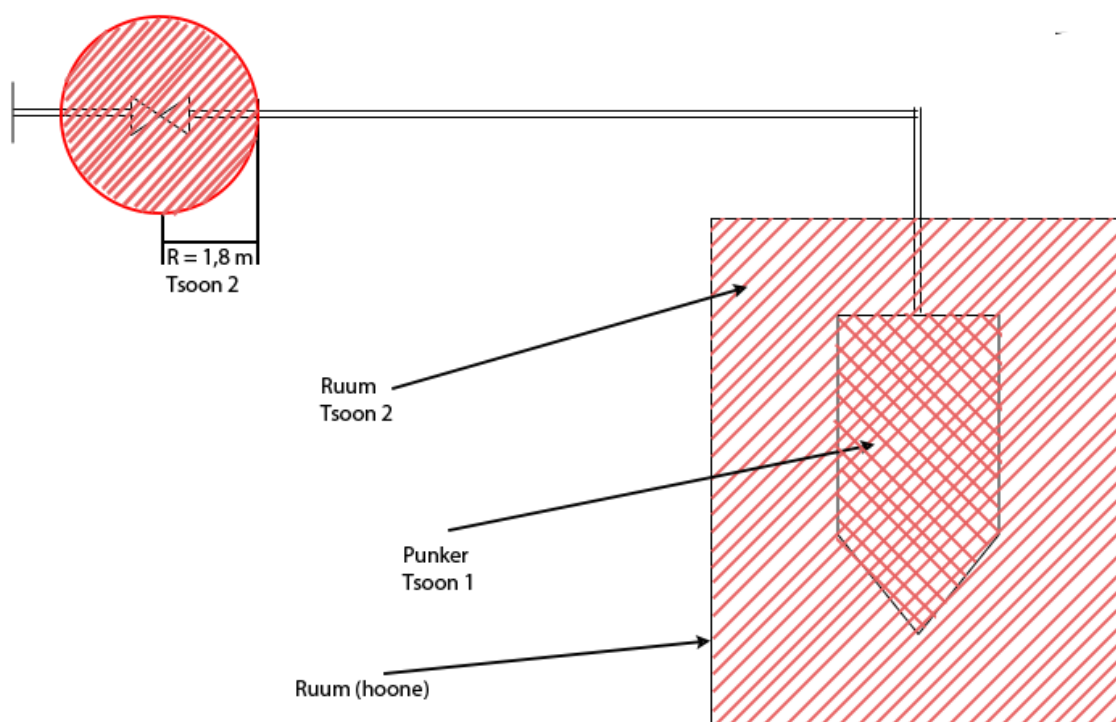 R = 1,8 m
Tsoon 2
Ruum
Tsoon 2
Punker
Tsoon 1
Ruum (hoone)